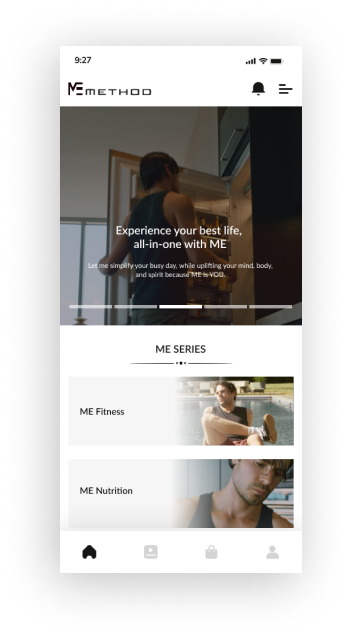 9:27
ME METHOD
Experience your best life,
all-in-one with ME
Let me simplify your busy day, while uplifting your mind, body,
and spirit because ME is YOU.
ME SERIES
ME Fitness
ME Nutrition